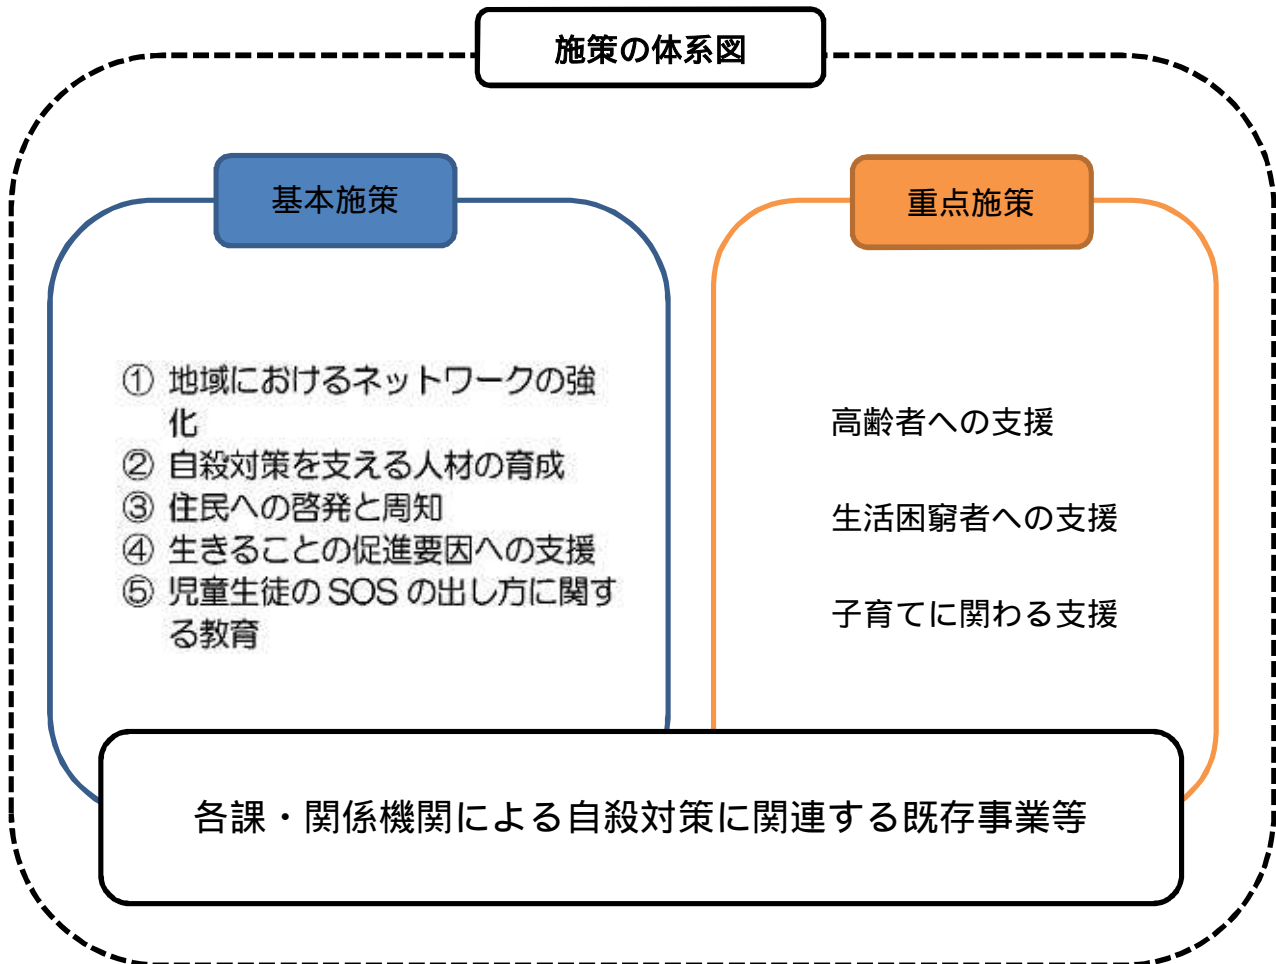 施策の体系図
基本施策
① 地域におけるネットワークの強
化
② 自殺対策を支える人材の育成
③ 住民への啓発と周知
④ 生きることの促進要因への支援
⑤ 児童生徒の SOS の出し方に関す
る教育
重点施策
高齢者への支援
生活困窮者への支援
子育てに関わる支援
各課・関係機関による自殺対策に関連する既存事業等